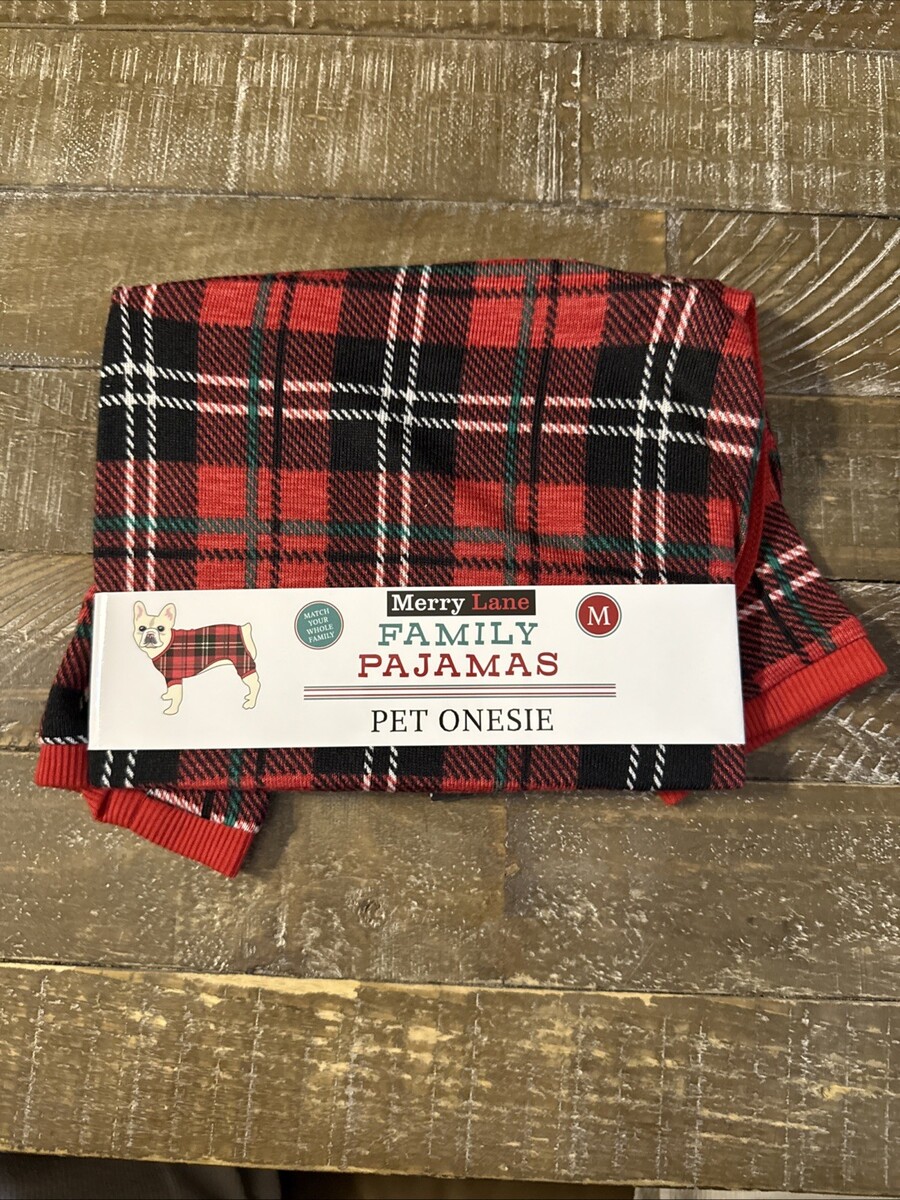 MATCH
YOUR
WHOLE
FAMILY
Merry Lane
FAMILY
PAJAMAS
PET ONESIE
M